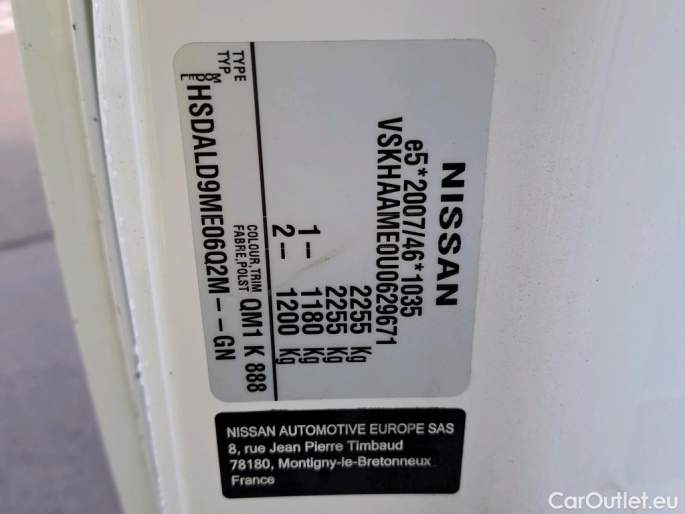 NISSAN
e5*2007/46*1035
VSKHAAME0U0629671
2255 Kg
2255 Kg
1-- 1180 Kg
2-- 1200 Kg
COLOUR,TRIM
FABRE,POLST QM1 K 888
TYPE
TYP
MODEL HSDALD9ME06Q2M--GN
NISSAN AUTOMOTIVE EUROPE SAS
8, rue Jean Pierre Timbaud
78180, Montigny-le-Bretonneux
France
CarOutlet.eu